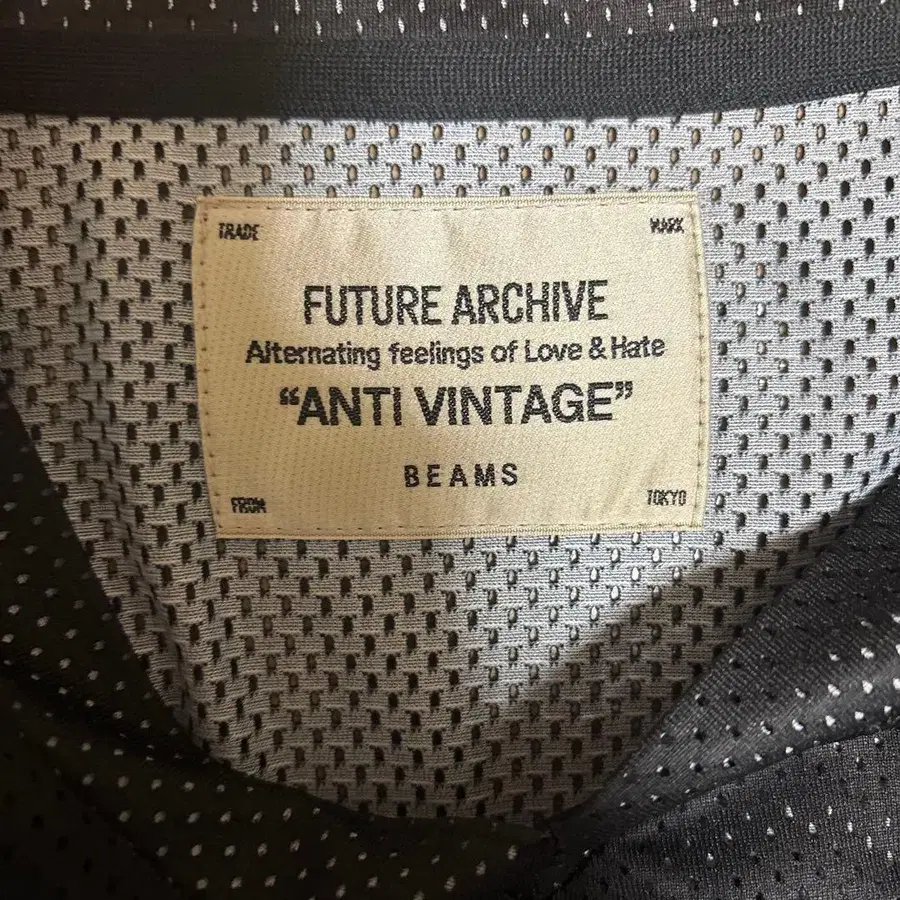 TRADE MARK
FUTURE ARCHIVE
Alternating feelings of Love & Hate
“ANTI VINTAGE”
BEAMS
FROM TOKYO